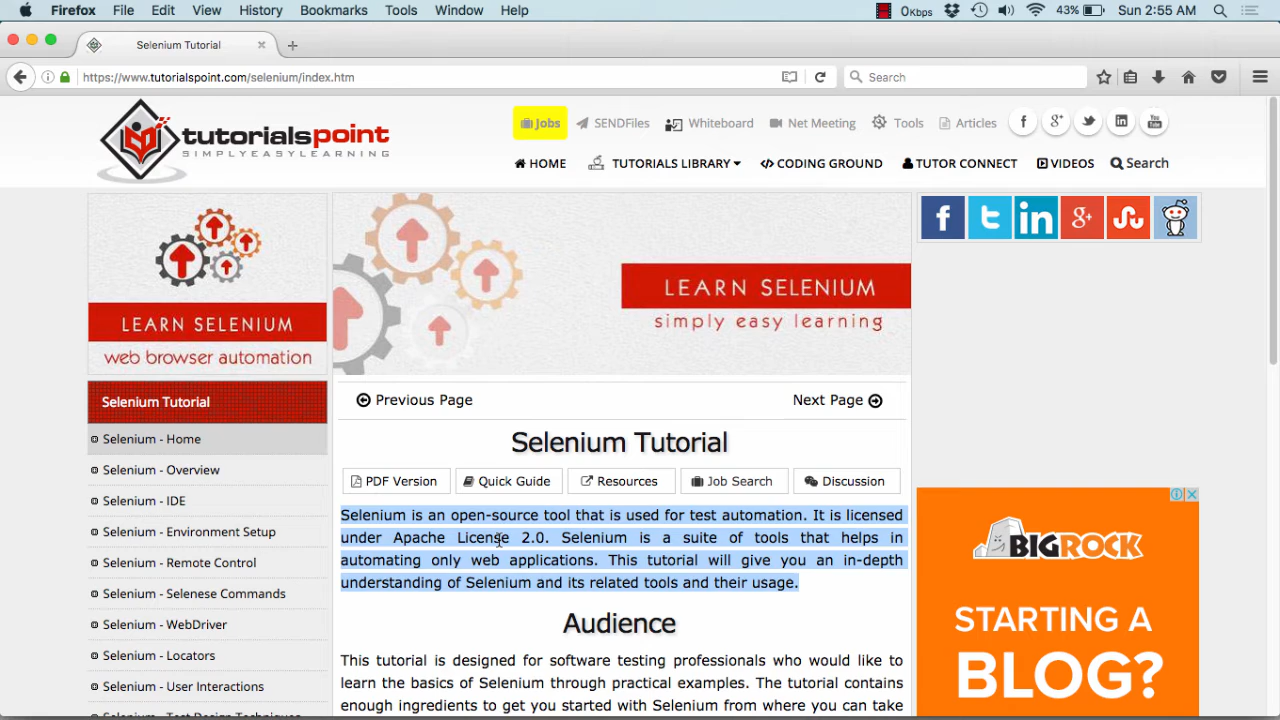 Firefox File Edit View History Bookmarks Tools Window Help 0Kbps 43% Sun 2:55 AM
Selenium Tutorial
https://www.tutorialspoint.com/selenium/index.htm Search
Jobs SENDFiles Whiteboard Net Meeting Tools Articles
tutorialspoint
SIMPLYEASYLEARNING
HOME TUTORIALS LIBRARY CODING GROUND TUTOR CONNECT VIDEOS Search
LEARN SELENIUM
web browser automation
LEARN SELENIUM
simply easy learning
Selenium Tutorial
Selenium - Home
Selenium - Overview
Selenium - IDE
Selenium - Environment Setup
Selenium - Remote Control
Selenium - Selenese Commands
Selenium - WebDriver
Selenium - Locators
Selenium - User Interactions
Selenium - Test Design Techniques
Previous Page Next Page
Selenium Tutorial
PDF Version Quick Guide Resources Job Search Discussion
Selenium is an open-source tool that is used for test automation. It is licensed
under Apache License 2.0. Selenium is a suite of tools that helps in
automating only web applications. This tutorial will give you an in-depth
understanding of Selenium and its related tools and their usage.
Audience
This tutorial is designed for software testing professionals who would like to
learn the basics of Selenium through practical examples. The tutorial contains
enough ingredients to get you started with Selenium from where you can take
BIGROCK
STARTING A
BLOG?